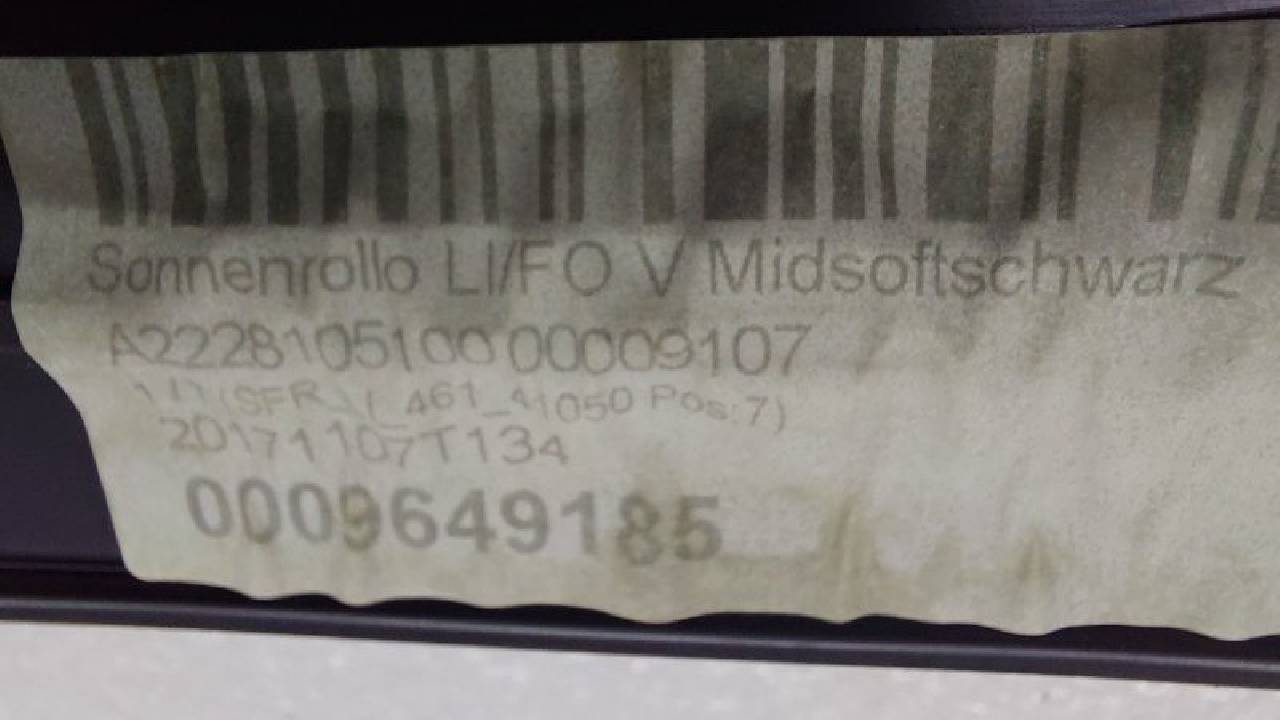 Sonnenrollo LI/FO V Midsoftschwarz
A2228105100 00009107
461_41050 Pos:7)
20171107T134
0009649185